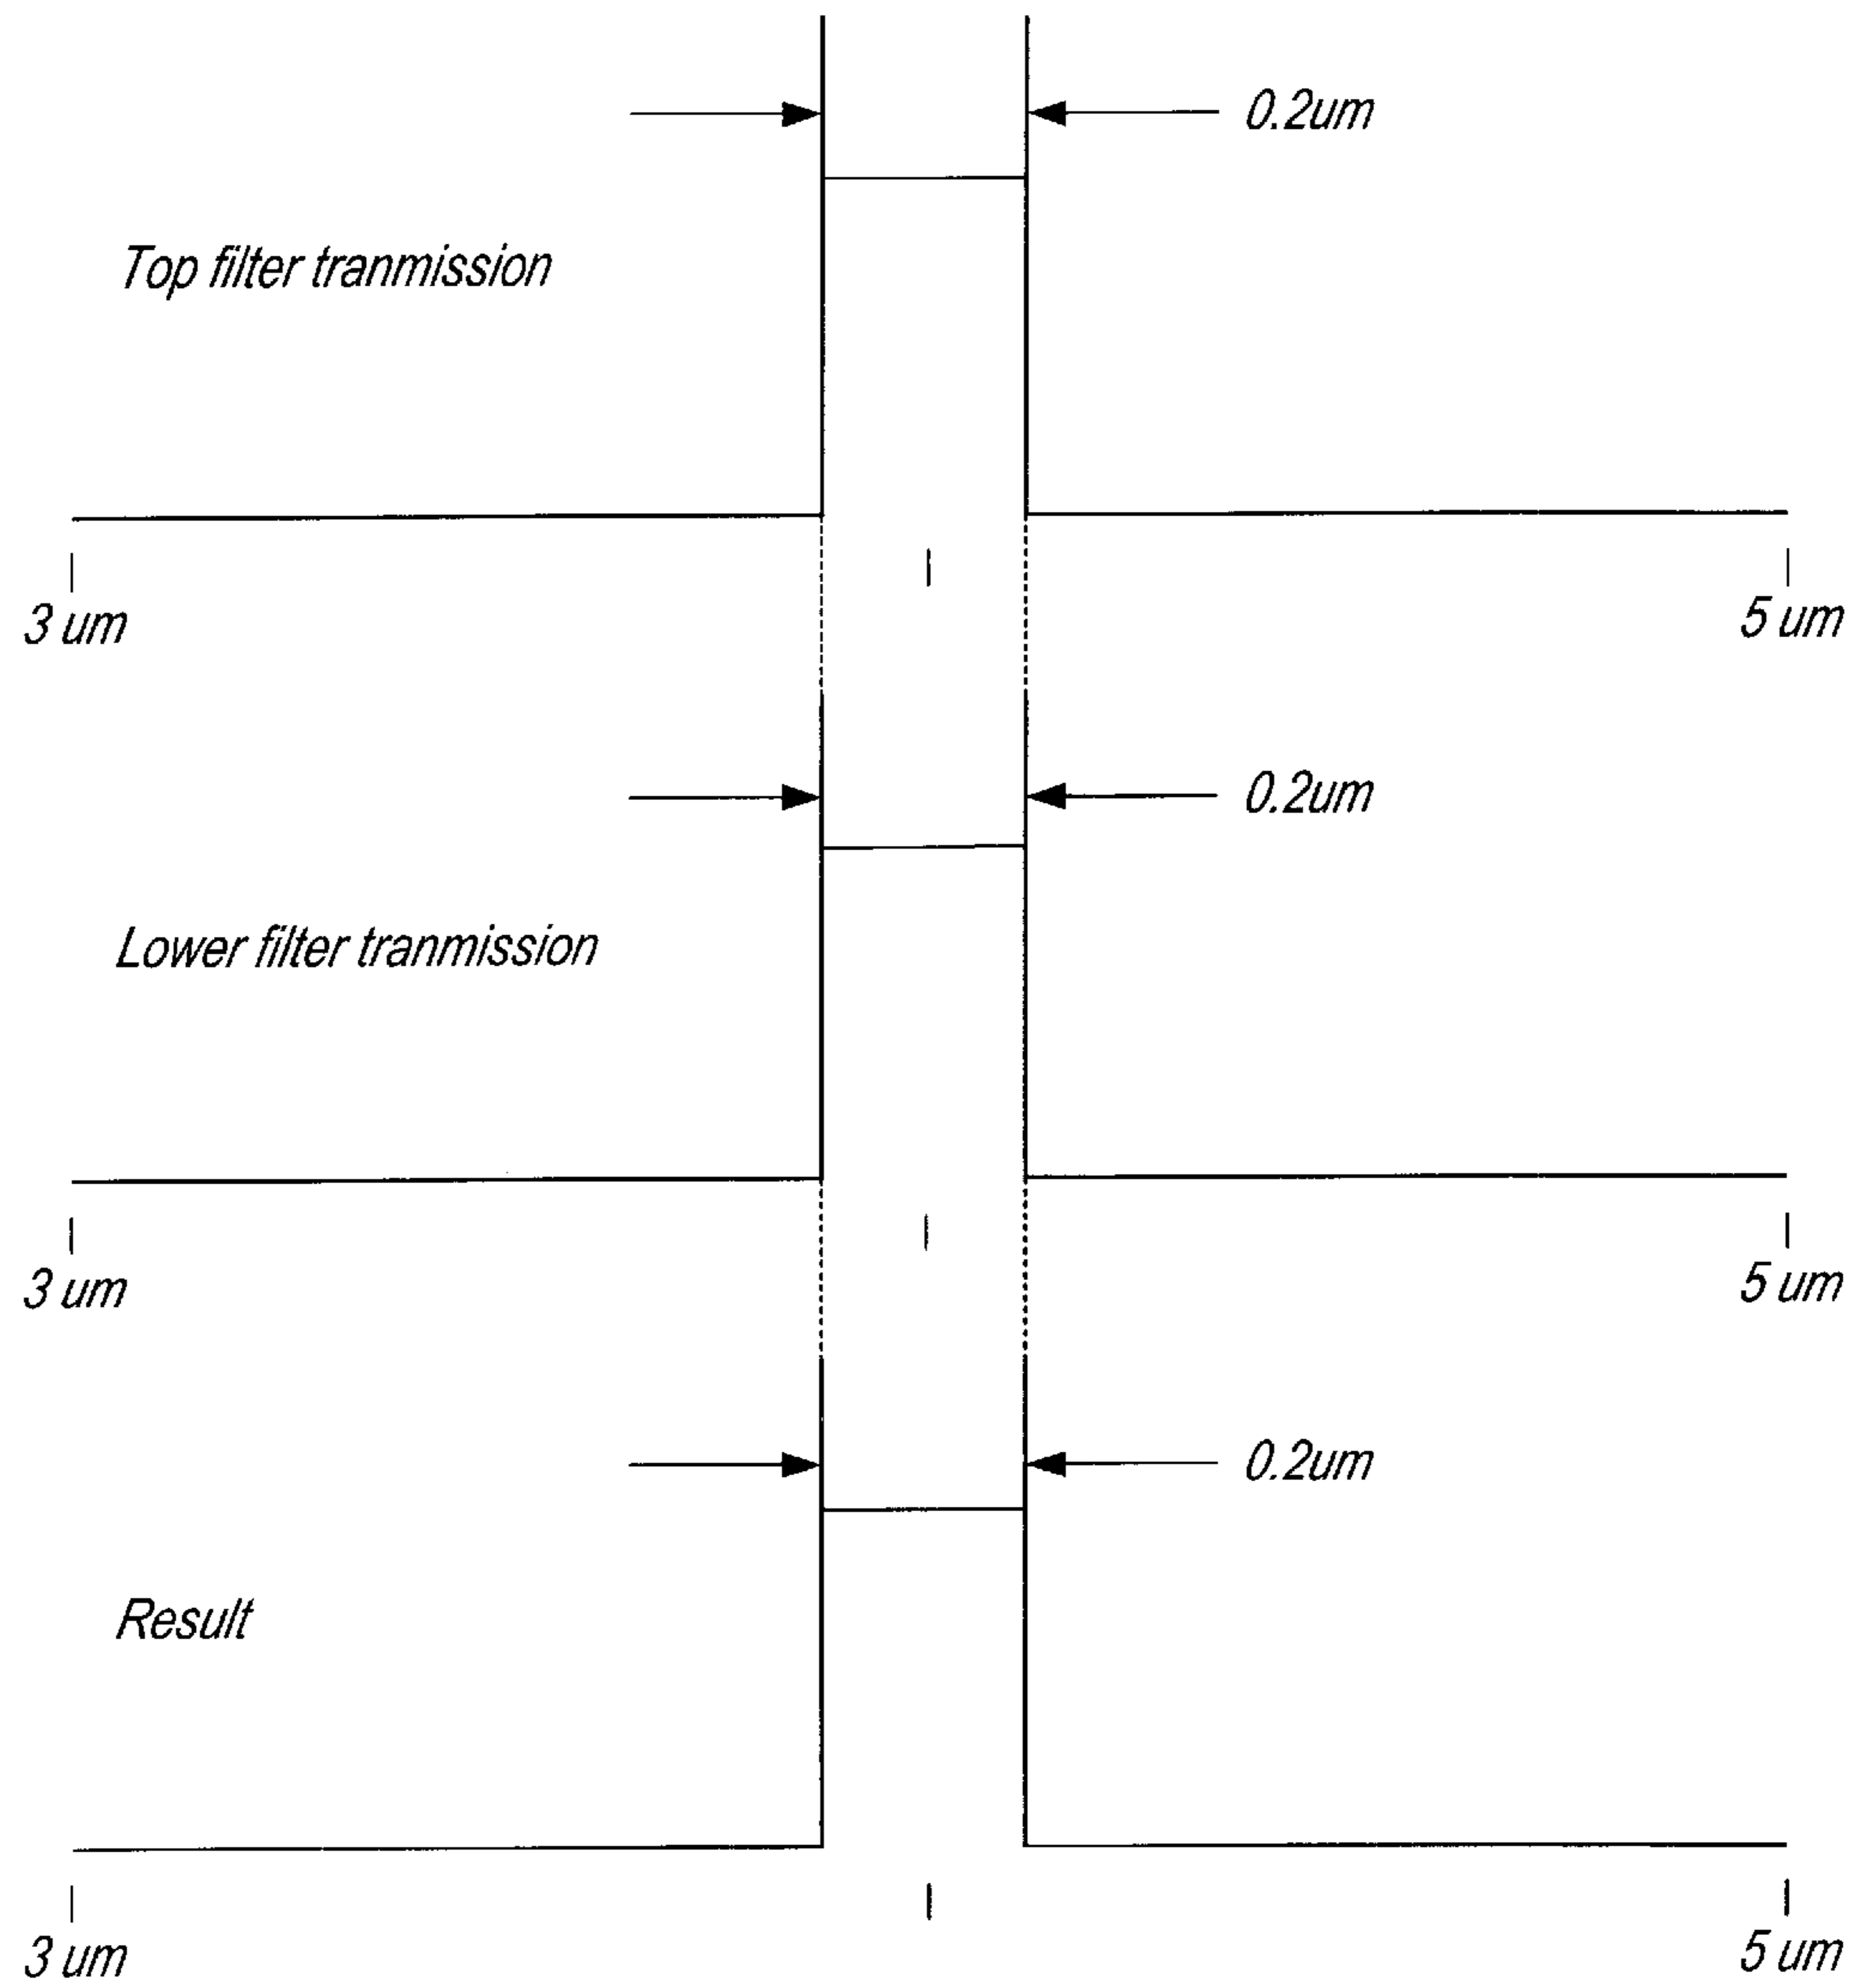 0.2um
Top filter tranmission
3 um
5 um
0.2um
Lower filter tranmission
3 um
5 um
0.2um
Result
3 um
5 um